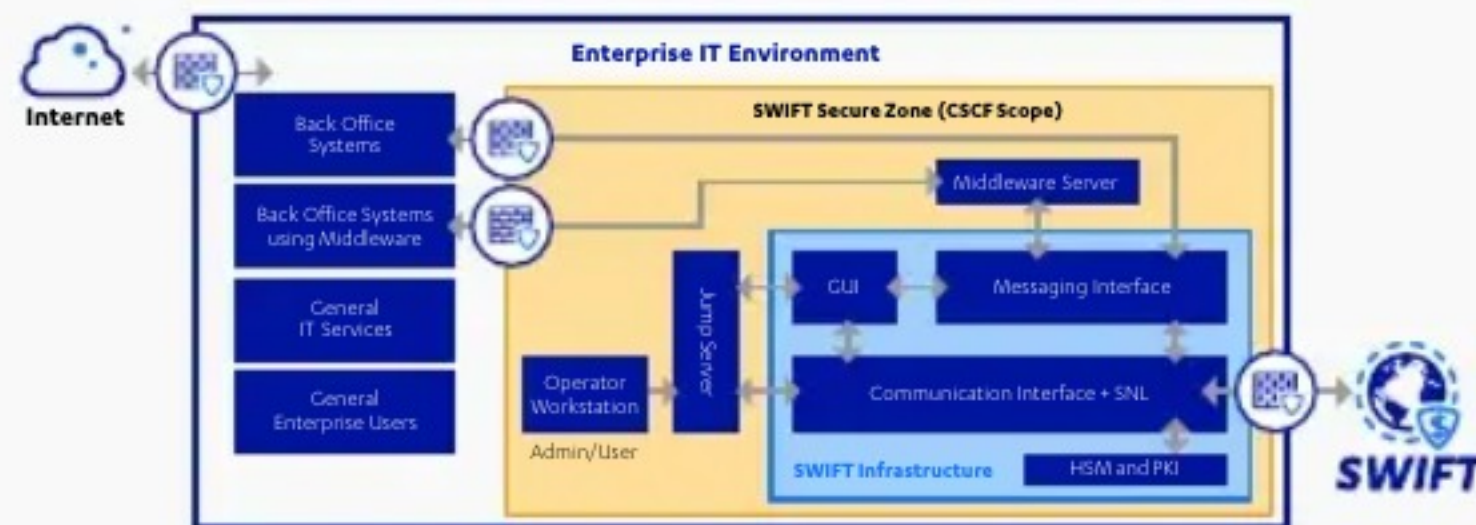 Enterprise IT Environment
Internet
SWIFT Secure Zone (CSCF Scope)
Back Office
Systems
Middleware Server
Back Office Systems
using Middleware
GUI
Messaging Interface
Jump Server
General
IT Services
Operator
Workstation
Communication Interface + SNL
General
Enterprise Users
Admin/User
SWIFT Infrastructure
HSM and PKI
SWIFT